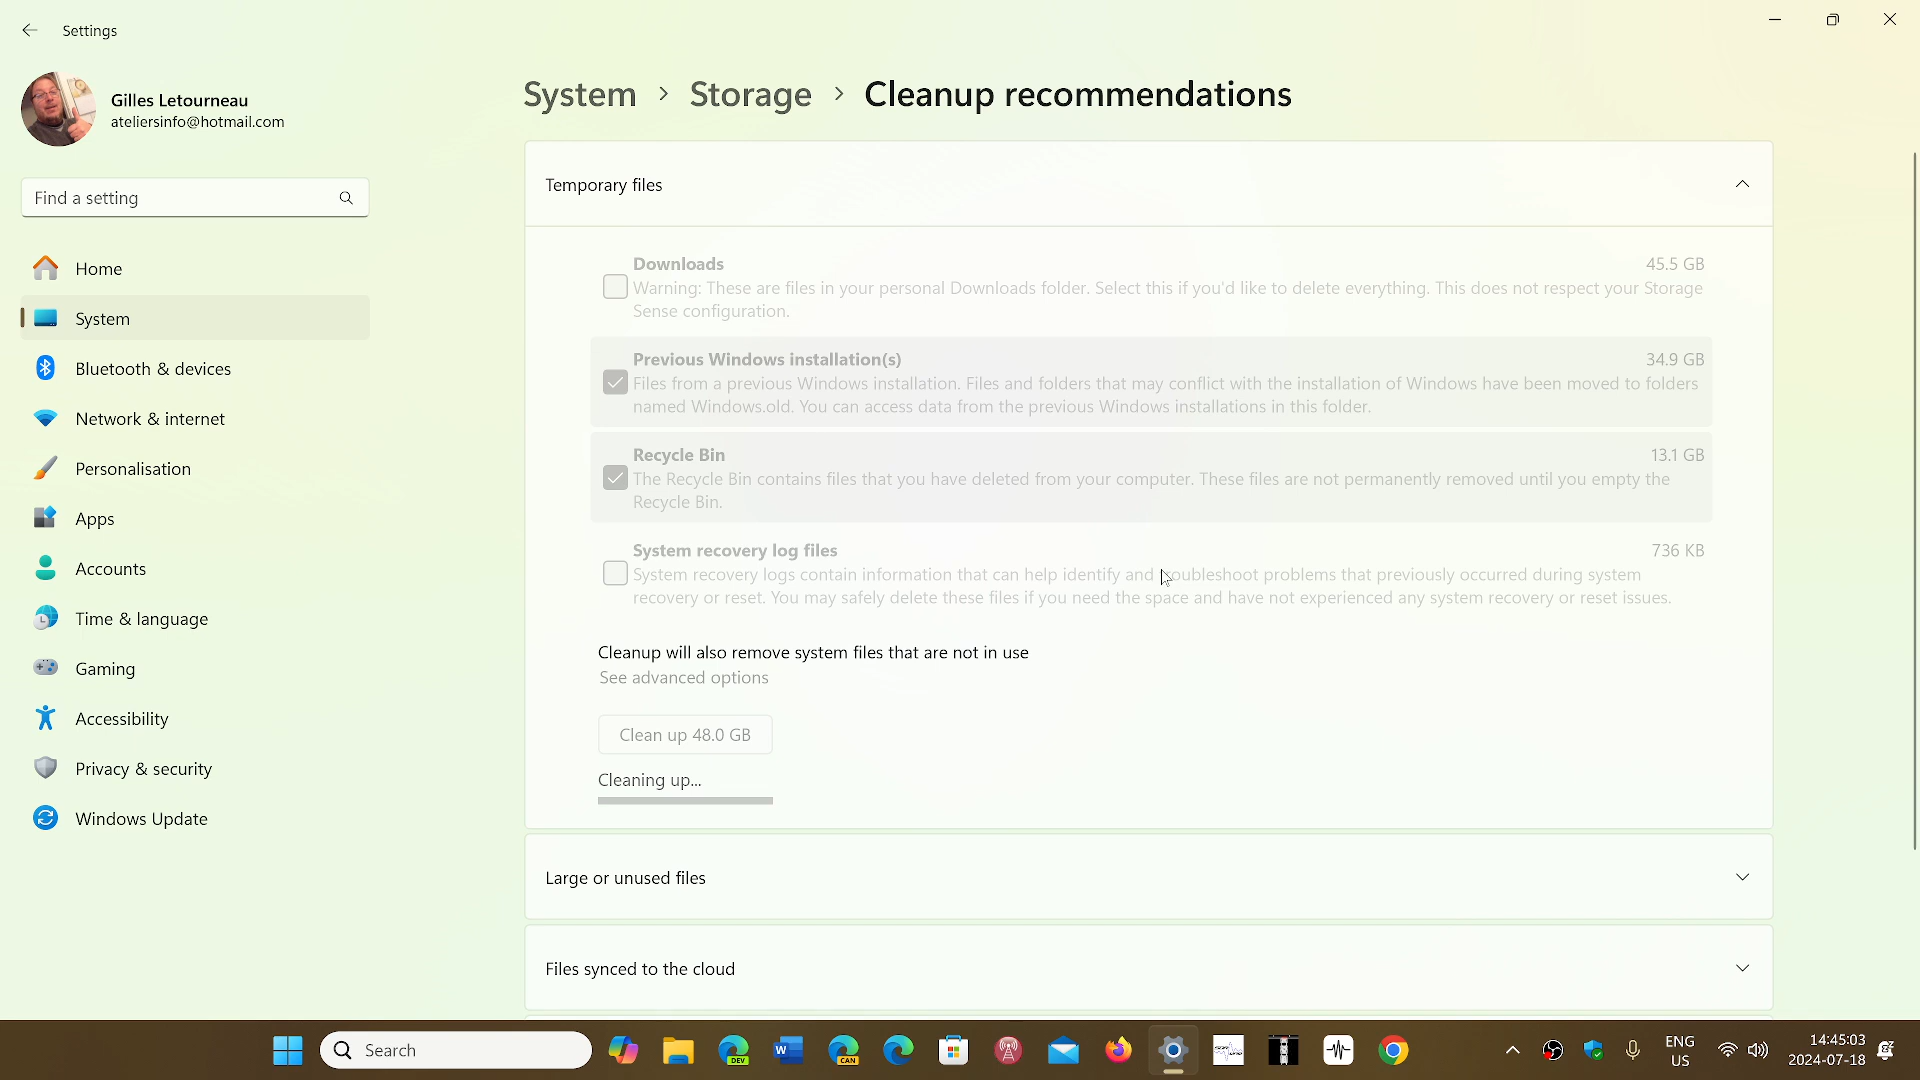 Settings
Gilles Letourneau
ateliersinfo@hotmail.com
Find a setting
Home
System
Bluetooth & devices
Network & internet
Personalisation
Apps
Accounts
Time & language
Gaming
Accessibility
Privacy & security
Windows Update
System > Storage > Cleanup recommendations
Temporary files
Downloads 45.5 GB
Warning: These are files in your personal Downloads folder. Select this if you'd like to delete everything. This does not respect your Storage
Sense configuration.
Previous Windows installation(s) 34.9 GB
Files from a previous Windows installation. Files and folders that may conflict with the installation of Windows have been moved to folders
named Windows.old. You can access data from the previous Windows installations in this folder.
Recycle Bin 13.1 GB
The Recycle Bin contains files that you have deleted from your computer. These files are not permanently removed until you empty the
Recycle Bin.
System recovery log files 736 KB
System recovery logs contain information that can help identify and troubleshoot problems that previously occurred during system
recovery or reset. You may safely delete these files if you need the space and have not experienced any system recovery or reset issues.
Cleanup will also remove system files that are not in use
See advanced options
Clean up 48.0 GB
Cleaning up...
Large or unused files
Files synced to the cloud
Search
DEV
W
CAN
ENG
US
14:45:03
2024-07-18